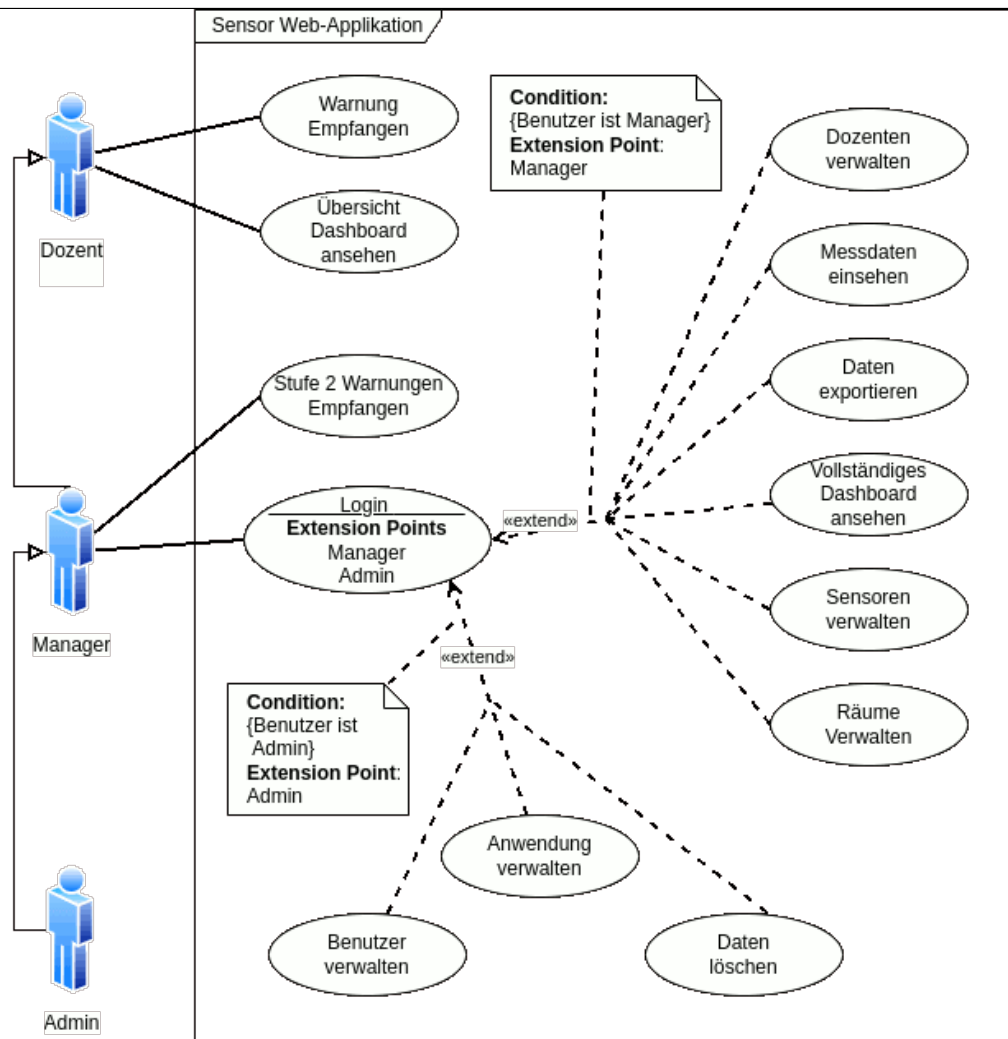 Sensor Web-Applikation
Dozent
Manager
Admin
Warnung
Empfangen
Übersicht
Dashboard
ansehen
Stufe 2 Warnungen
Empfangen
Login
Extension Points
Manager
Admin
Condition:
{Benutzer ist Manager}
Extension Point:
Manager
«extend»
Dozenten
verwalten
Messdaten
einsehen
Daten
exportieren
Vollständiges
Dashboard
ansehen
Sensoren
verwalten
Räume
Verwalten
«extend»
Condition:
{Benutzer ist
Admin}
Extension Point:
Admin
Anwendung
verwalten
Benutzer
verwalten
Daten
löschen